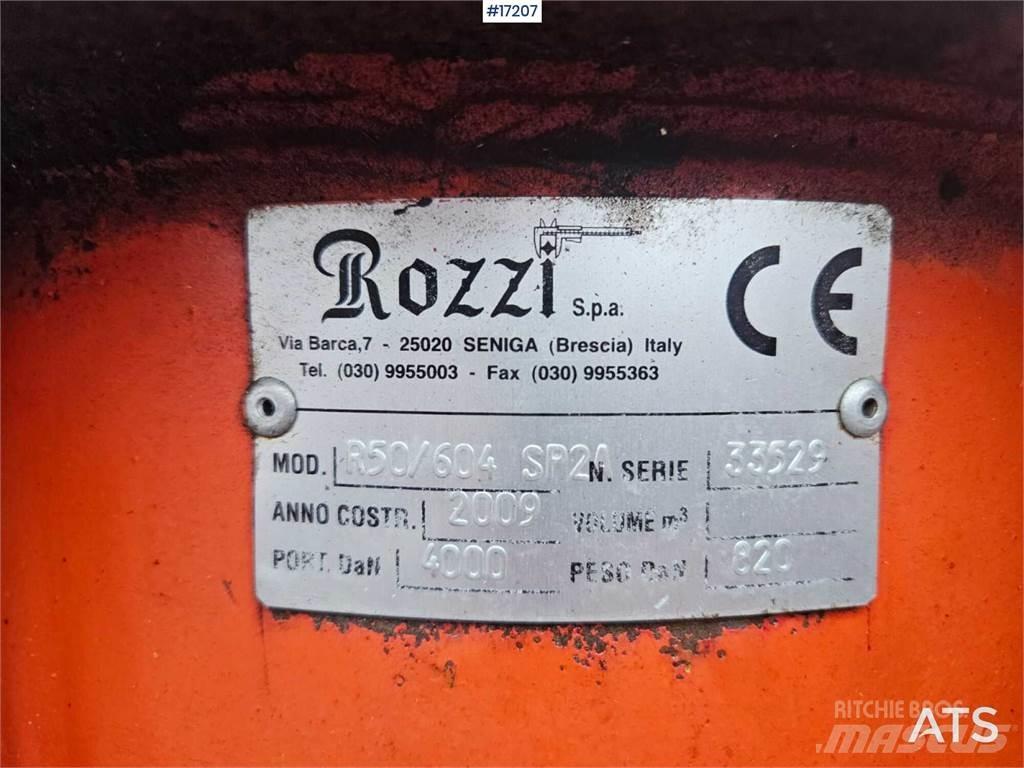 #17207
Rozzi S.p.a.
CE
Via Barca,7 - 25020 SENIGA (Brescia) Italy
Tel. (030) 9955003 - Fax (030) 9955363
MOD. R50/604 SP2A N. SERIE 33529
ANNO COSTR. 2009 VOLUME m³
PORT. DaN 4000 PESO DaN 820
RITCHIE BROS
MASCUS
ATS